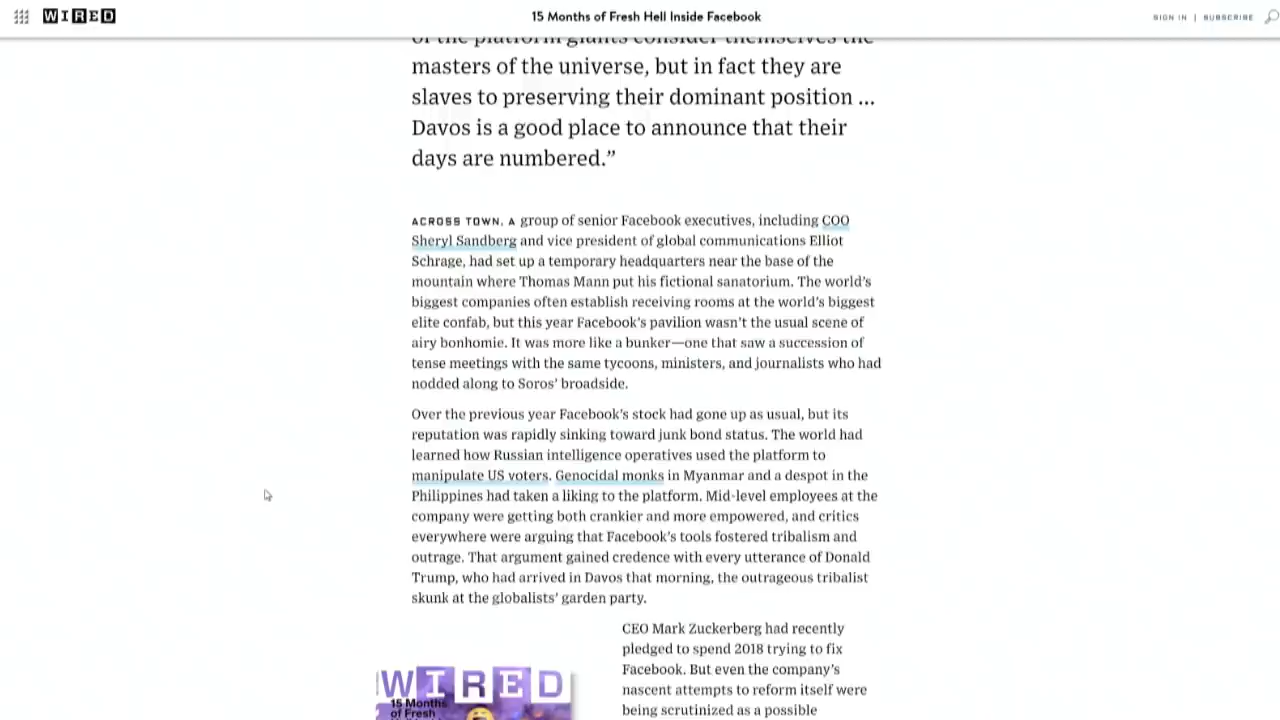 WIRED
15 Months of Fresh Hell Inside Facebook
SIGN IN | SUBSCRIBE
of the platform giants consider themselves the
masters of the universe, but in fact they are
slaves to preserving their dominant position ...
Davos is a good place to announce that their
days are numbered.”
ACROSS TOWN, A group of senior Facebook executives, including COO
Sheryl Sandberg and vice president of global communications Elliot
Schrage, had set up a temporary headquarters near the base of the
mountain where Thomas Mann put his fictional sanatorium. The world’s
biggest companies often establish receiving rooms at the world’s biggest
elite confab, but this year Facebook’s pavilion wasn’t the usual scene of
airy bonhomie. It was more like a bunker—one that saw a succession of
tense meetings with the same tycoons, ministers, and journalists who had
nodded along to Soros’ broadside.
Over the previous year Facebook’s stock had gone up as usual, but its
reputation was rapidly sinking toward junk bond status. The world had
learned how Russian intelligence operatives used the platform to
manipulate US voters. Genocidal monks in Myanmar and a despot in the
Philippines had taken a liking to the platform. Mid-level employees at the
company were getting both crankier and more empowered, and critics
everywhere were arguing that Facebook’s tools fostered tribalism and
outrage. That argument gained credence with every utterance of Donald
Trump, who had arrived in Davos that morning, the outrageous tribalist
skunk at the globalists’ garden party.
CEO Mark Zuckerberg had recently
pledged to spend 2018 trying to fix
Facebook. But even the company’s
nascent attempts to reform itself were
being scrutinized as a possible
WIRED
15 Months
of Fresh